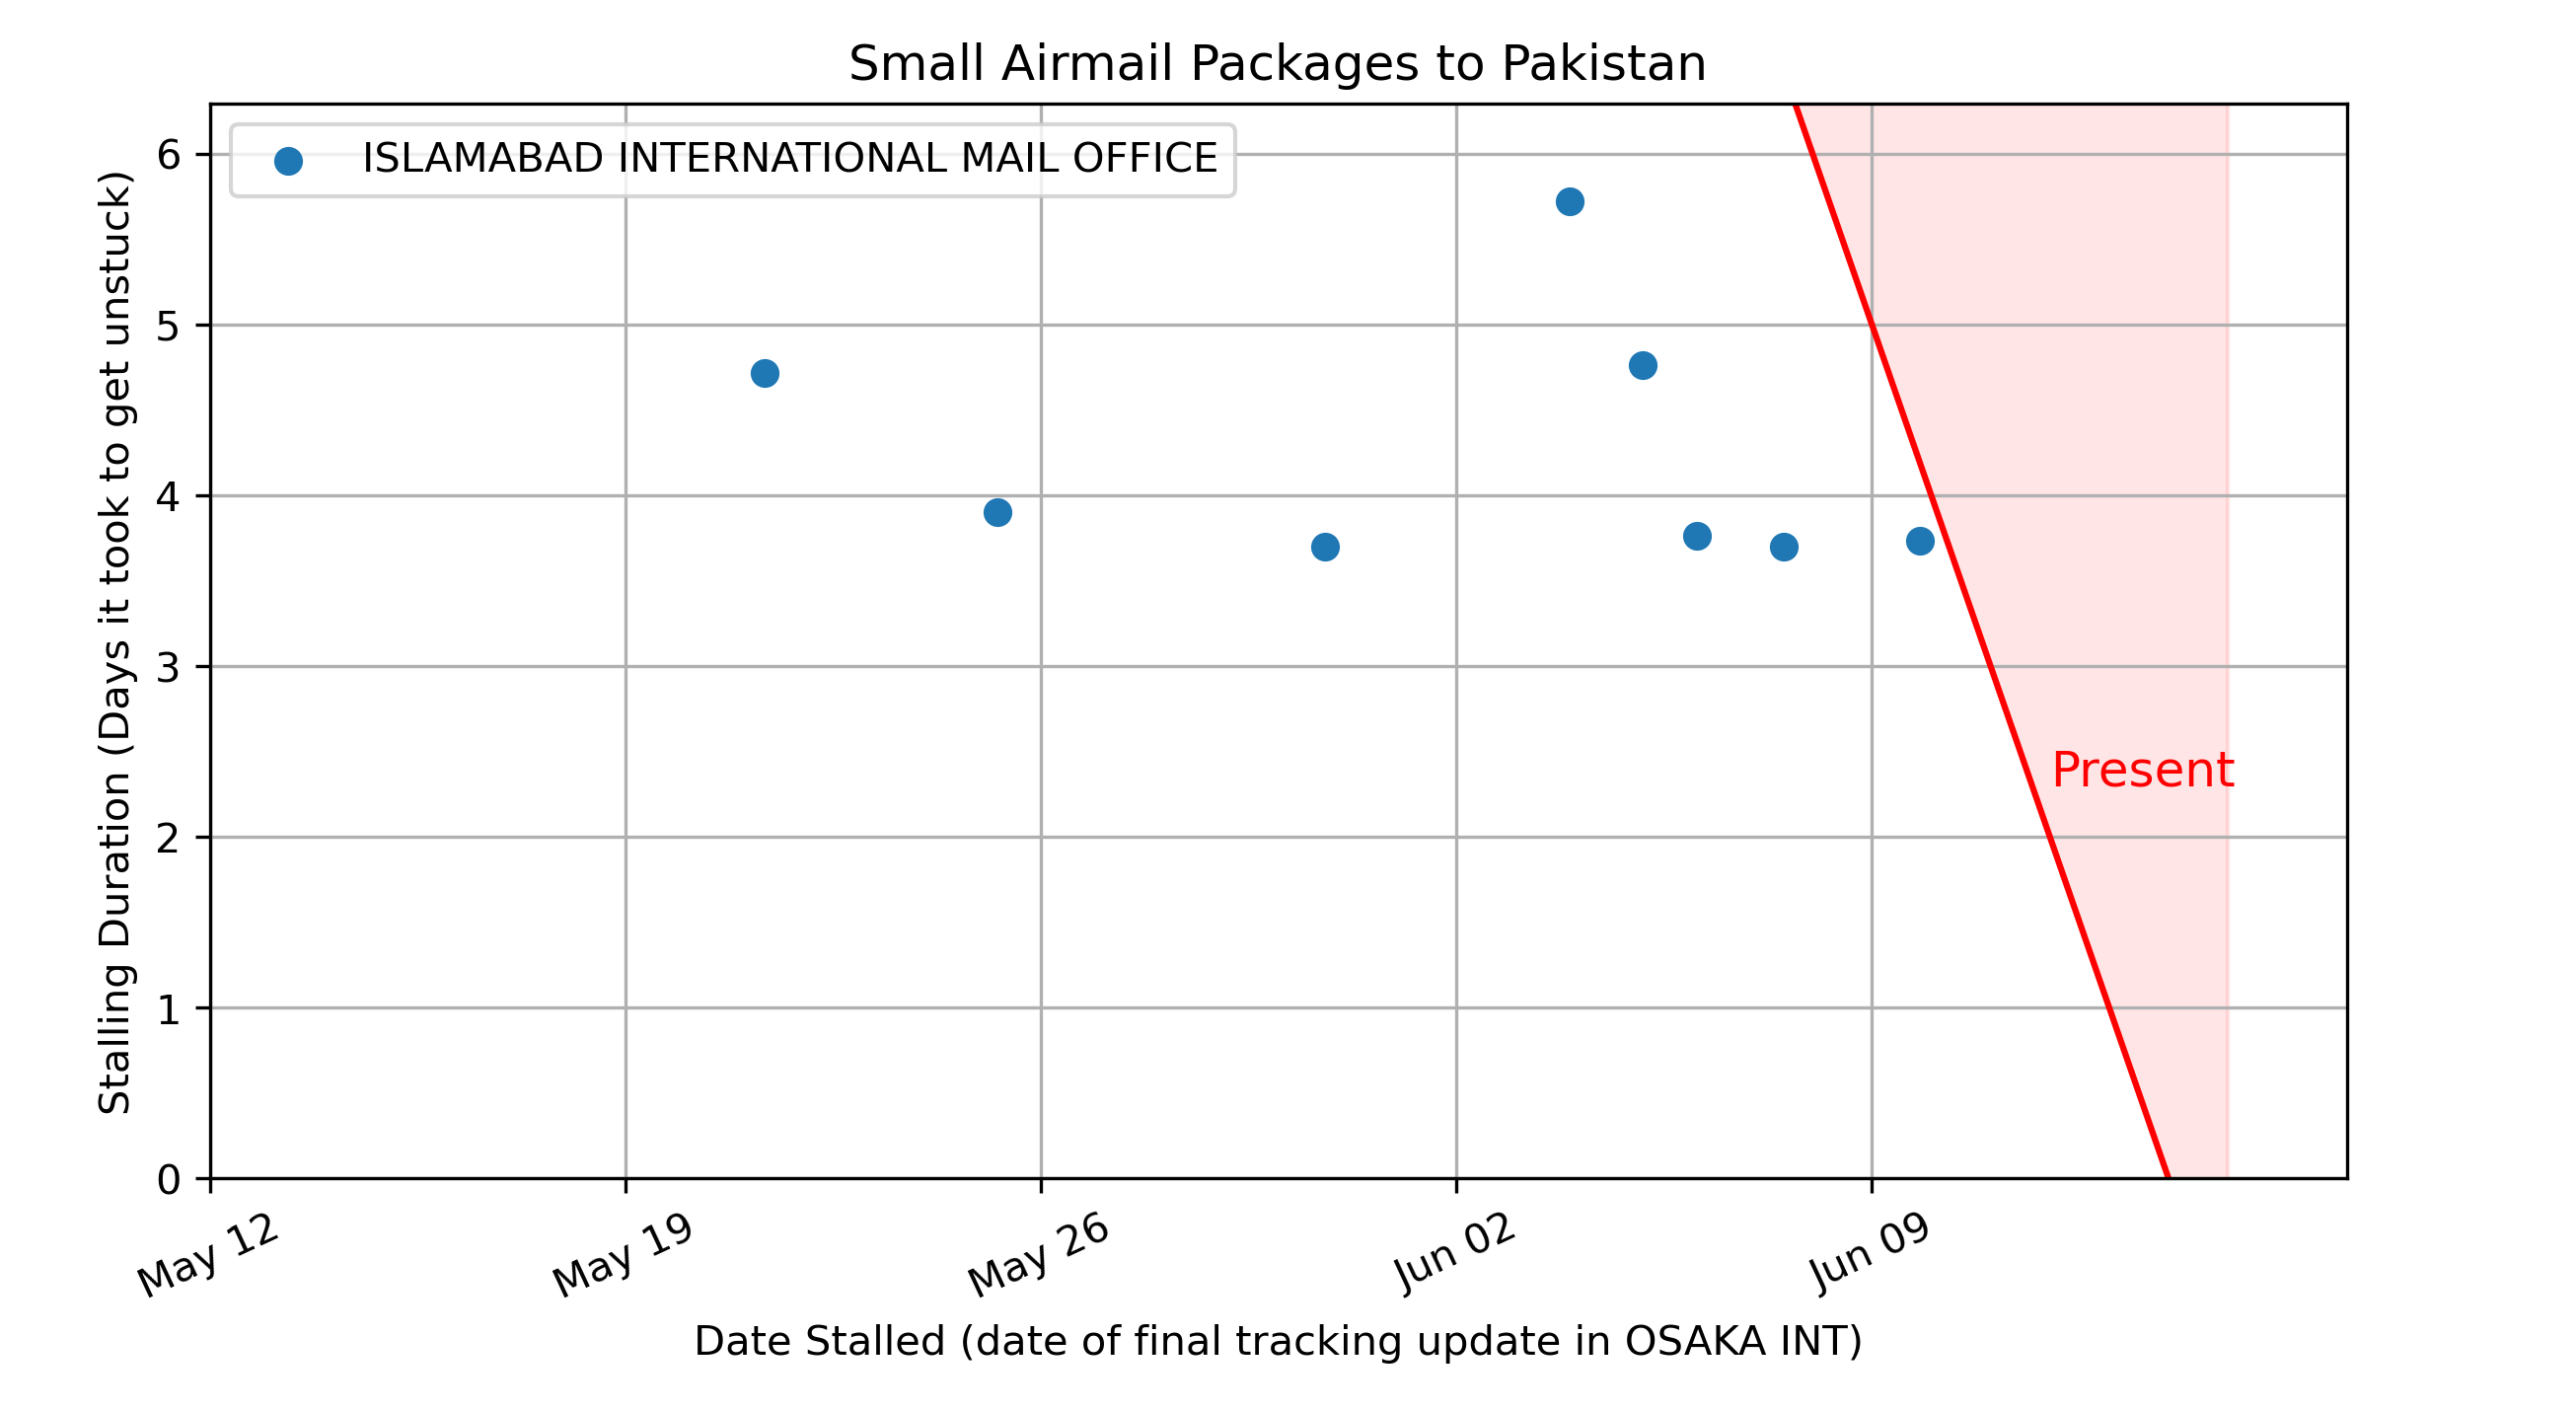 Small Airmail Packages to Pakistan
ISLAMABAD INTERNATIONAL MAIL OFFICE
Stalling Duration (Days it took to get unstuck)
6
5
4
3
2
1
0
Present
May 12
May 19
May 26
Jun 02
Jun 09
Date Stalled (date of final tracking update in OSAKA INT)